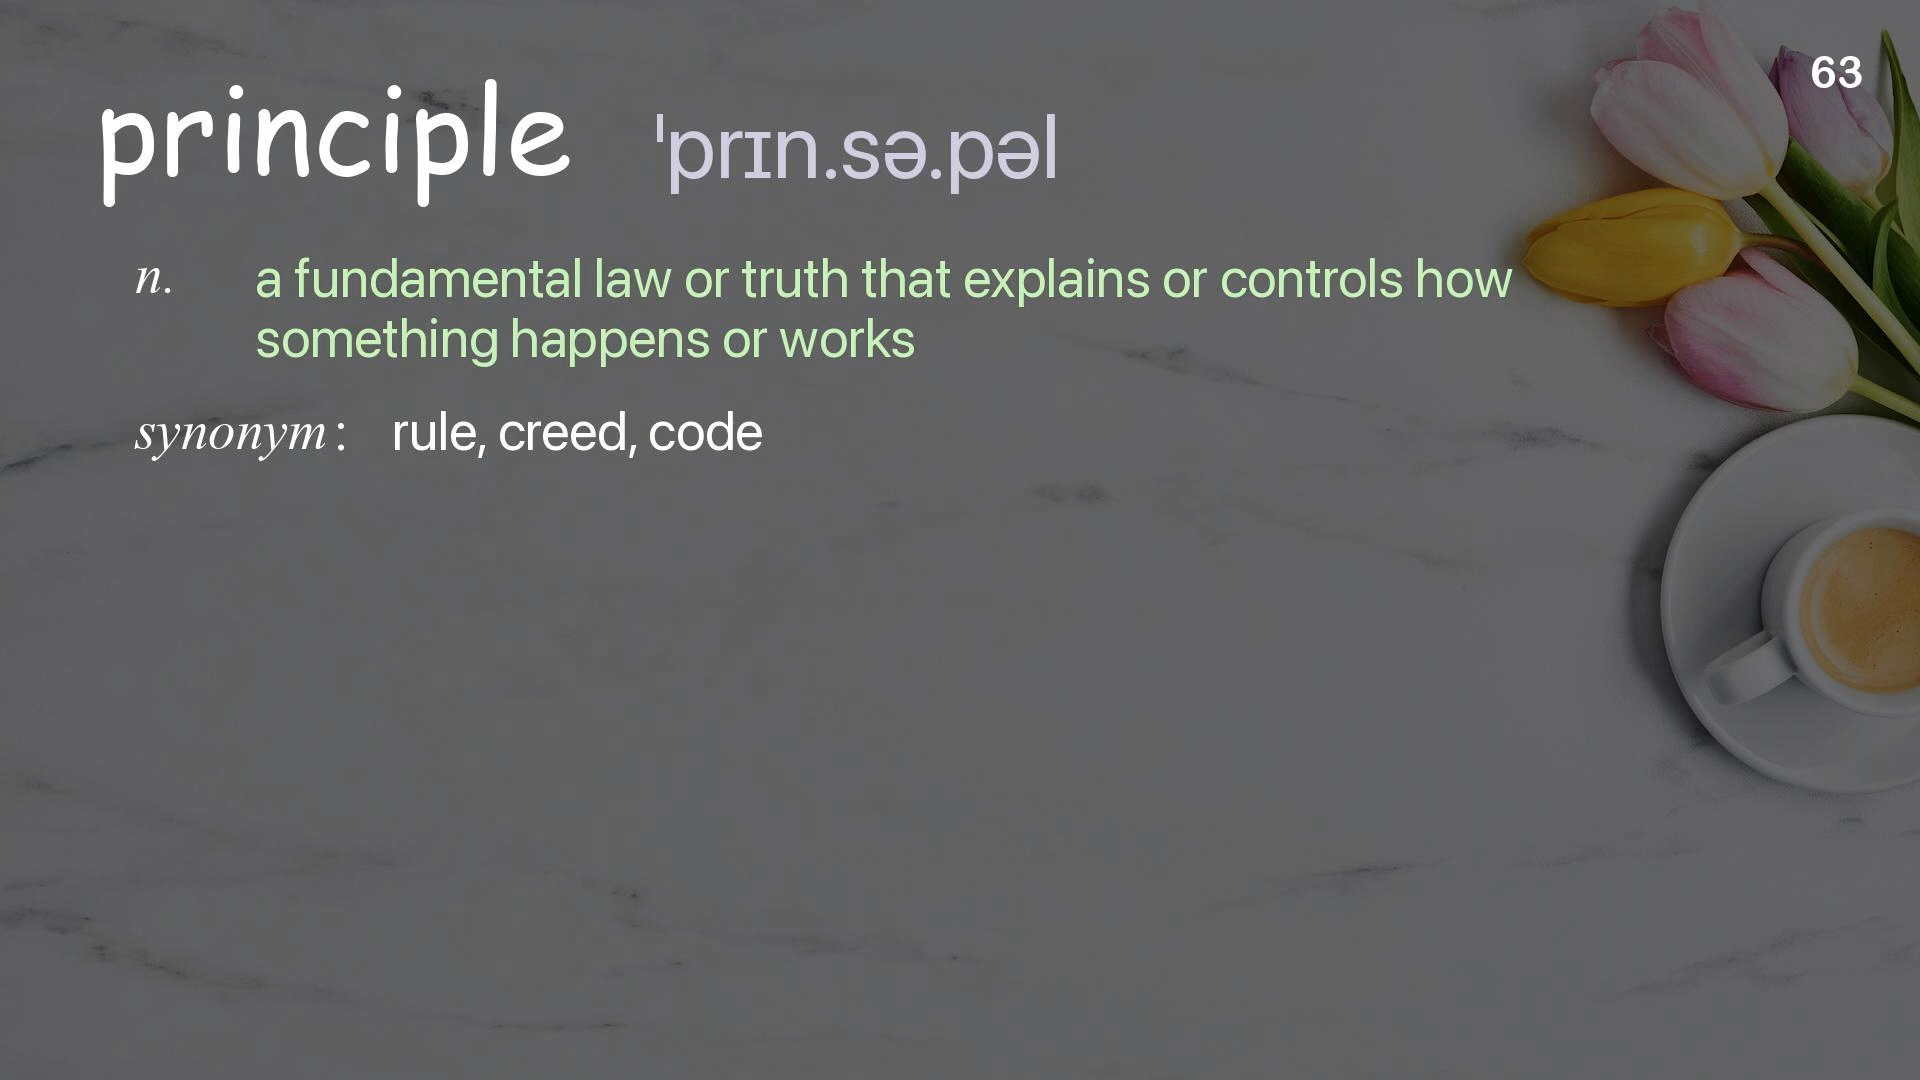 63
principle ˈprɪn.sə.pəl
n. a fundamental law or truth that explains or controls how
something happens or works
synonym: rule, creed, code